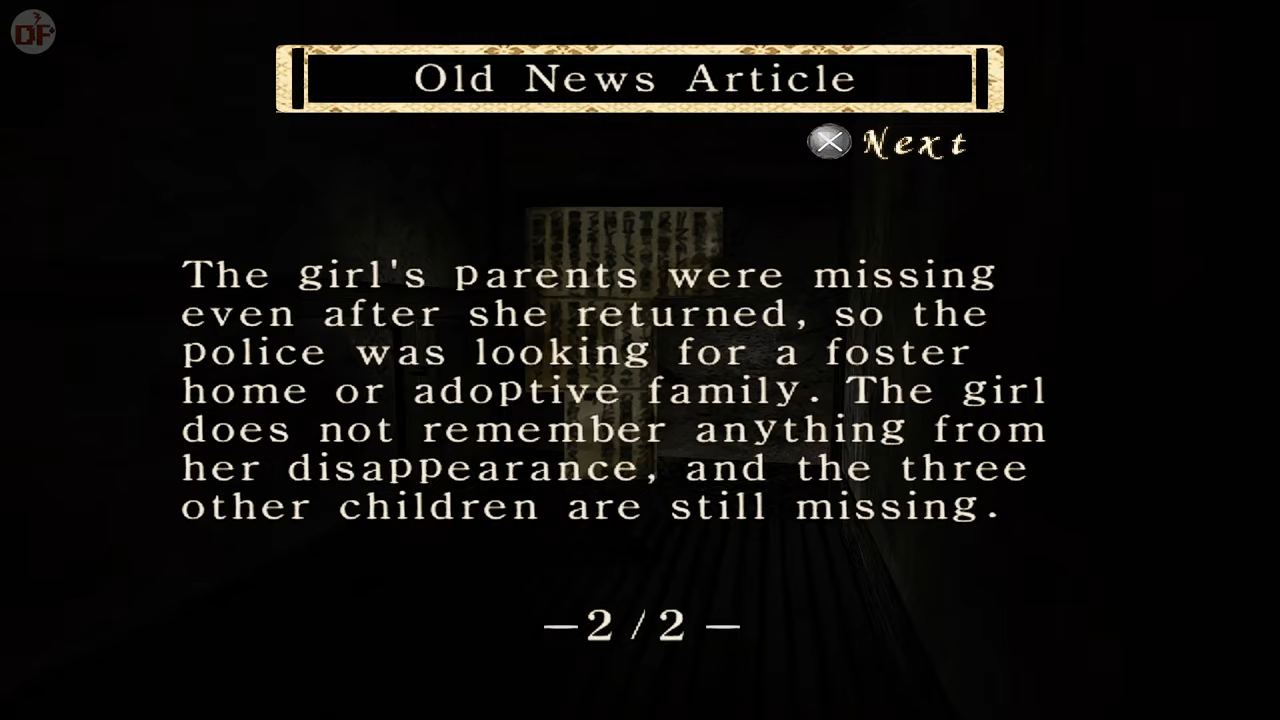 DF
Old News Article
Next
The girl's parents were missing
even after she returned, so the
police was looking for a foster
home or adoptive family. The girl
does not remember anything from
her disappearance, and the three
other children are still missing.
—2/2—